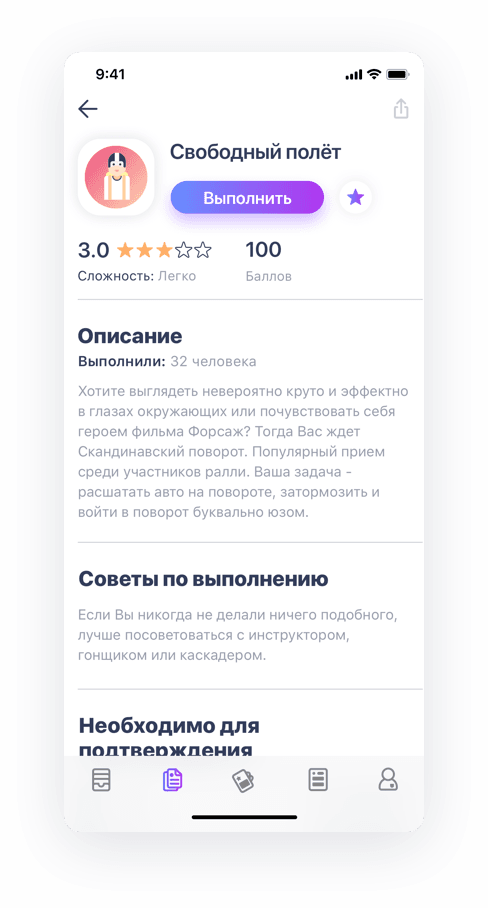 9:41
Свободный полёт
Выполнить
3.0
100
Сложность: Легко
Баллов
Описание
Выполнили: 32 человека
Хотите выглядеть невероятно круто и эффектно
в глазах окружающих или почувствовать себя
героем фильма Форсаж? Тогда Вас ждет
Скандинавский поворот. Популярный прием
среди участников ралли. Ваша задача -
расшатать авто на повороте, затормозить и
войти в поворот буквально юзом.
Советы по выполнению
Если Вы никогда не делали ничего подобного,
лучше посоветоваться с инструктором,
гонщиком или каскадером.
Необходимо для
подтверждения